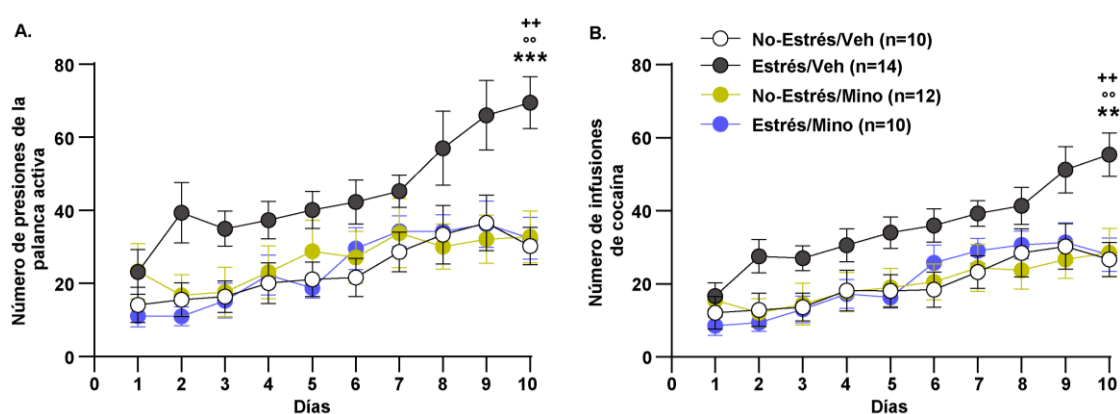 A.
++
°°
***
Número de presiones de la
palanca activa
80
60
40
20
0
0 1 2 3 4 5 6 7 8 9 10
Días
B.
No-Estrés/Veh (n=10)
Estrés/Veh (n=14)
No-Estrés/Mino (n=12)
Estrés/Mino (n=10)
++
°°
**
Número de infusiones
de cocaína
80
60
40
20
0
0 1 2 3 4 5 6 7 8 9 10
Días